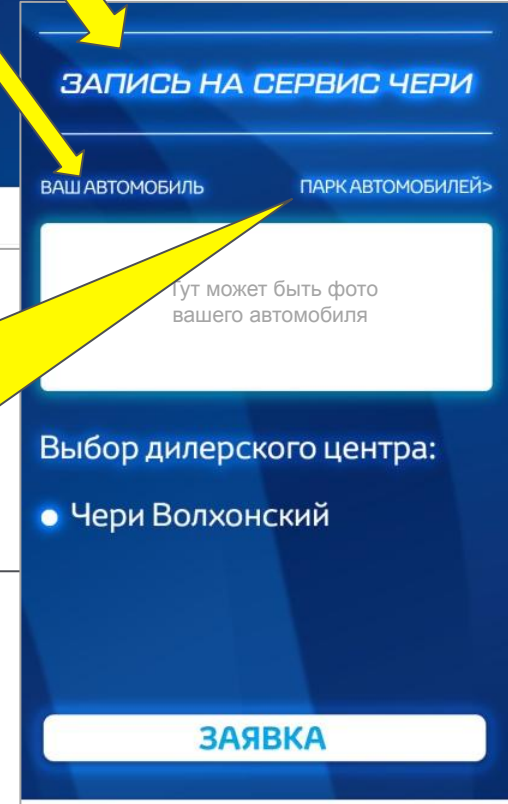 ЗАПИСЬ НА СЕРВИС ЧЕРИ
ВАШ АВТОМОБИЛЬ ПАРК АВТОМОБИЛЕЙ>
Тут может быть фото
вашего автомобиля
Выбор дилерского центра:
Чери Волхонский
ЗАЯВКА